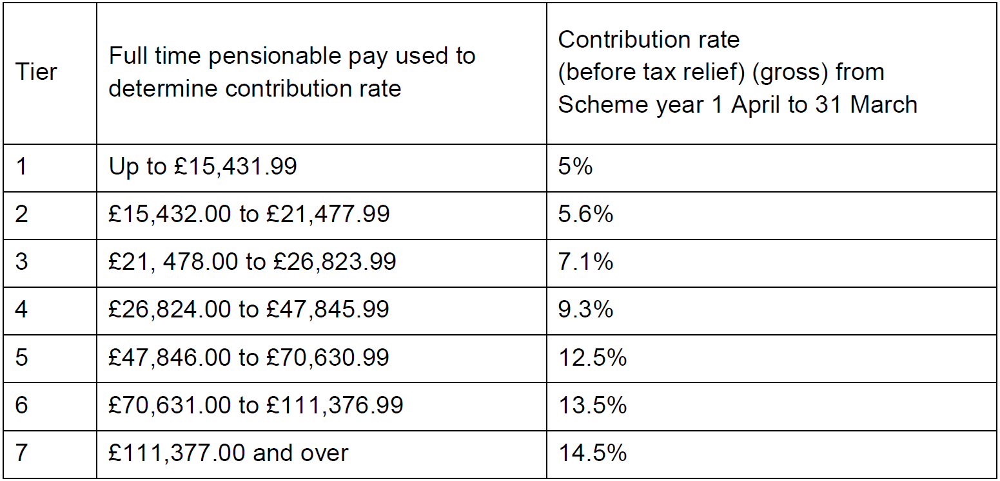 Tier
Full time pensionable pay used to
determine contribution rate
Contribution rate
(before tax relief) (gross) from
Scheme year 1 April to 31 March
1
Up to £15,431.99
5%
2
£15,432.00 to £21,477.99
5.6%
3
£21, 478.00 to £26,823.99
7.1%
4
£26,824.00 to £47,845.99
9.3%
5
£47,846.00 to £70,630.99
12.5%
6
£70,631.00 to £111,376.99
13.5%
7
£111,377.00 and over
14.5%